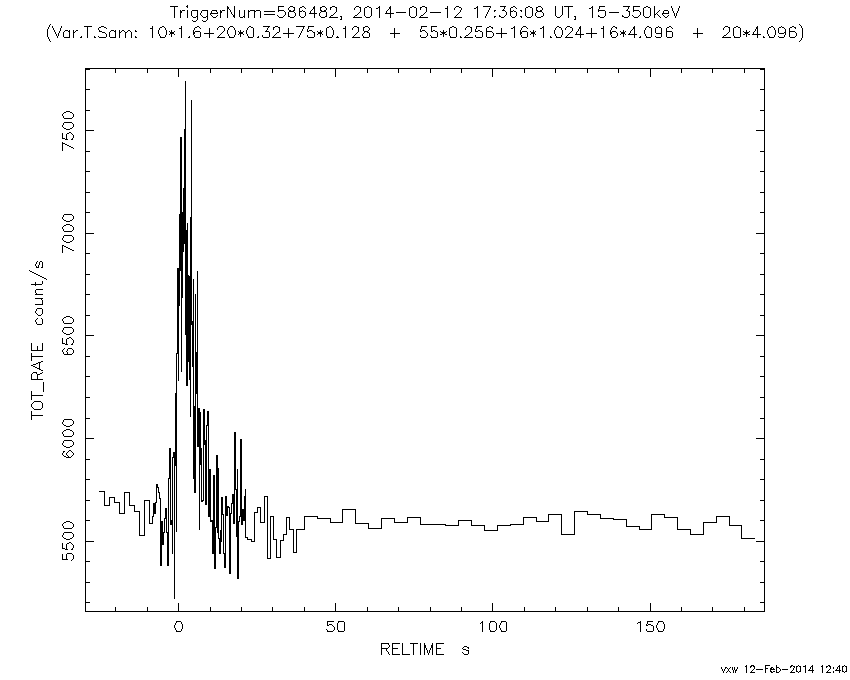 TriggerNum=586482, 2014-02-12 17:36:08 UT, 15-350keV
(Var.T.Sam: 10*1.6+20*0.32+75*0.128 + 55*0.256+16*1.024+16*4.096 + 20*4.096)
7500
7000
6500
6000
5500
TOT_RATE count/s
0 50 100 150
RELTIME s
vxw 12-Feb-2014 12:40